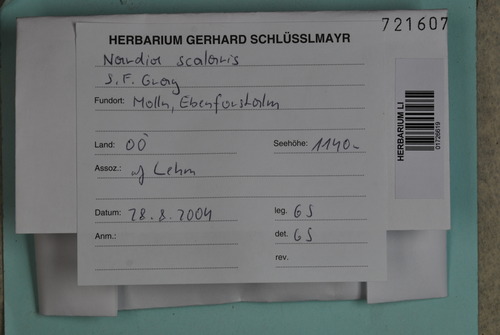 721607
HERBARIUM GERHARD SCHLÜSSLMAYR
Nardia scalaris
S. F. Gray
Fundort: Molln, Ebenforstalm
Land: OÖ Seehöhe: 1140.-
Assoz.: auf Lehm
Datum: 28.8.2004 leg. GS
Anm.: det. GS
rev.
HERBARIUM LI
01726619